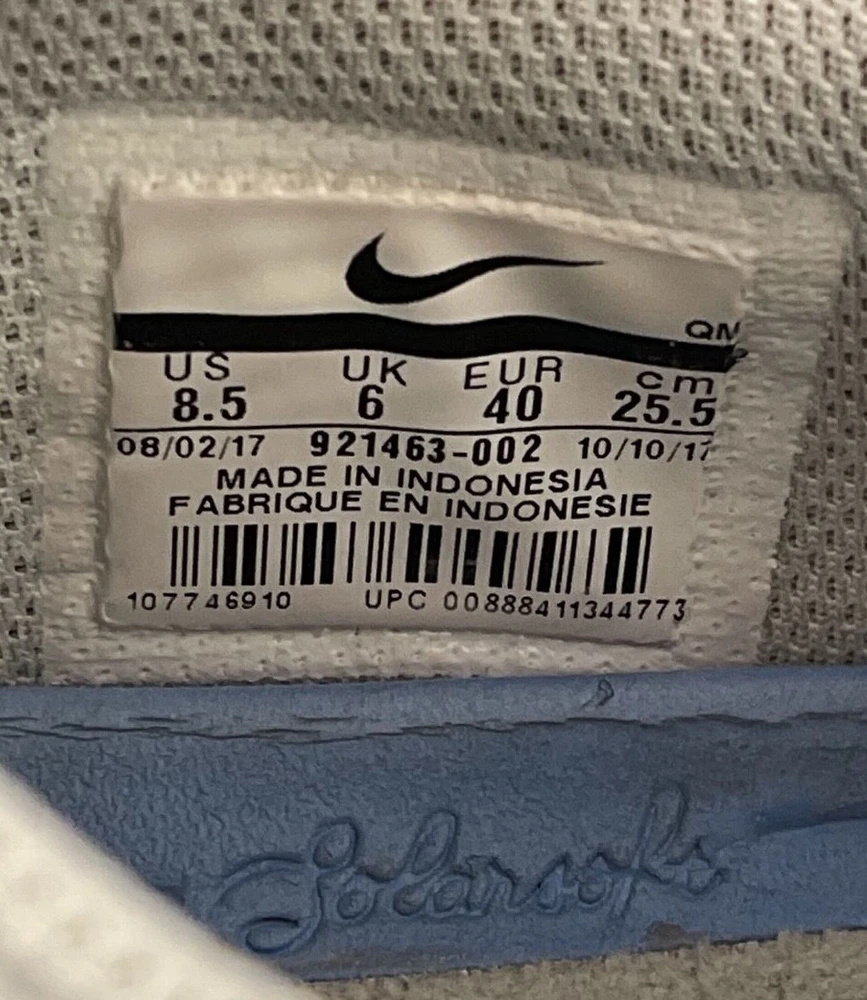 QM
US UK EUR cm
8.5 6 40 25.5
08/02/17 921463-002 10/10/17
MADE IN INDONESIA
FABRIQUE EN INDONESIE
107746910 UPC 00888411344773
Solarsoft